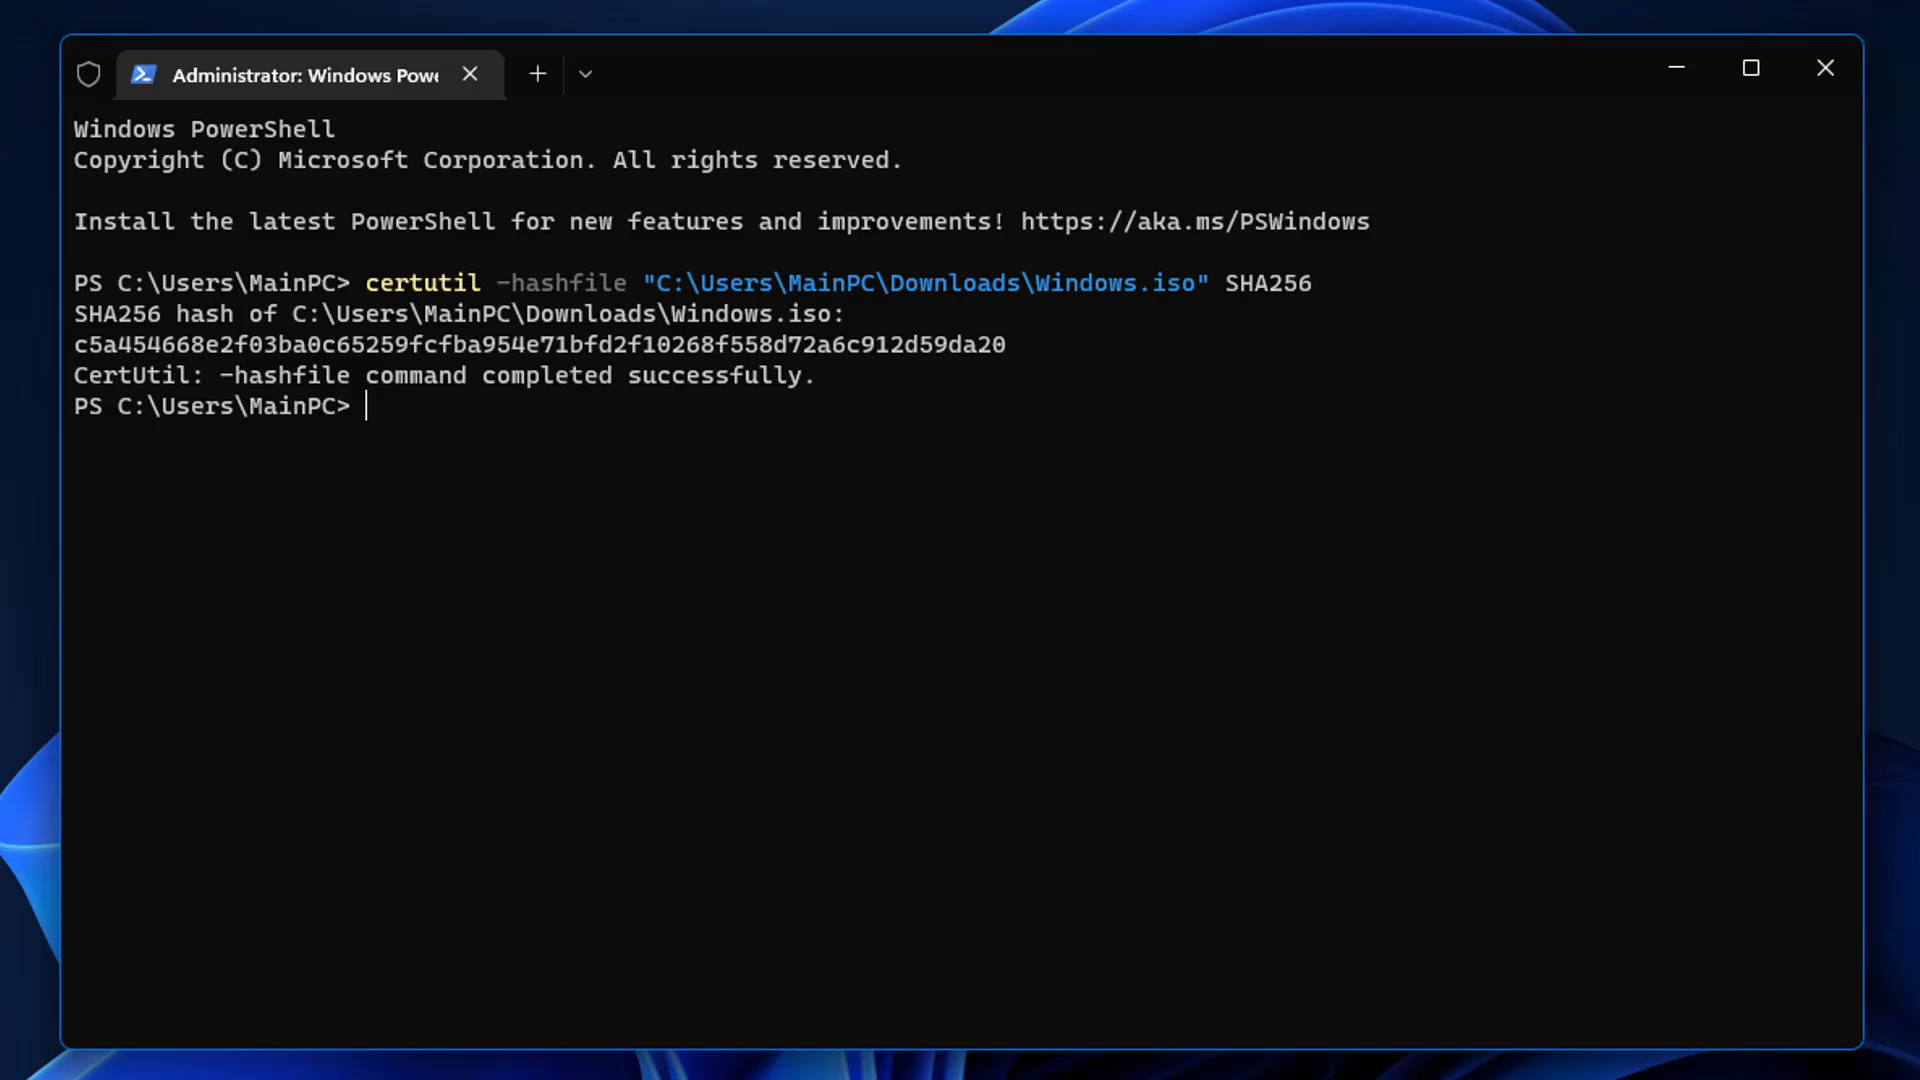 Administrator: Windows Powe
Windows PowerShell
Copyright (C) Microsoft Corporation. All rights reserved.
Install the latest PowerShell for new features and improvements! https://aka.ms/PSWindows
PS C:\Users\MainPC> certutil -hashfile "C:\Users\MainPC\Downloads\Windows.iso" SHA256
SHA256 hash of C:\Users\MainPC\Downloads\Windows.iso:
c5a454668e2f03ba0c65259fcfba954e71bfd2f10268f558d72a6c912d59da20
CertUtil: -hashfile command completed successfully.
PS C:\Users\MainPC>